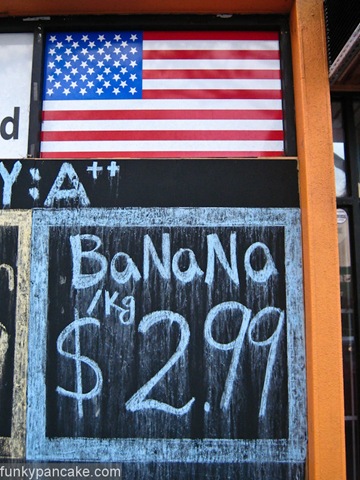 d
Y:A++
BaNaNa
/Kg
$2.99
funkypancake.com